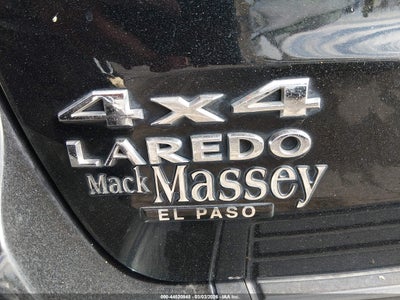 4x4
LAREDO
Mack Massey
EL PASO